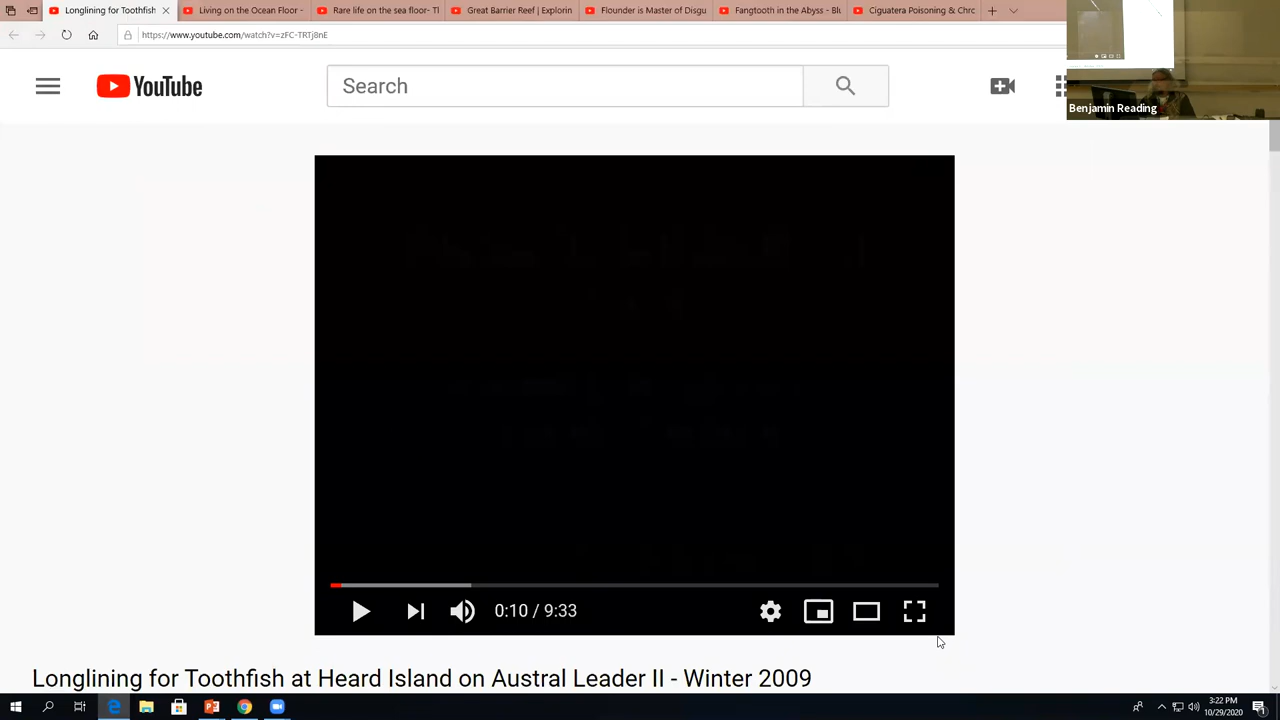 Longlining for Toothfish
Living on the Ocean Floor -
Rare life on the sea floor- Th
Great Barrier Reef | Explorin
Flounder is Master of Disgu
Fangtooth in the Abyss - Blu
Ciguatera Poisoning & Chro
https://www.youtube.com/watch?v=zFC-TRTj8nE
YouTube
Search
Benjamin Reading
0:10 / 9:33
Longlining for Toothfish at Heard Island on Austral Leader II - Winter 2009
3:22 PM
10/29/2020